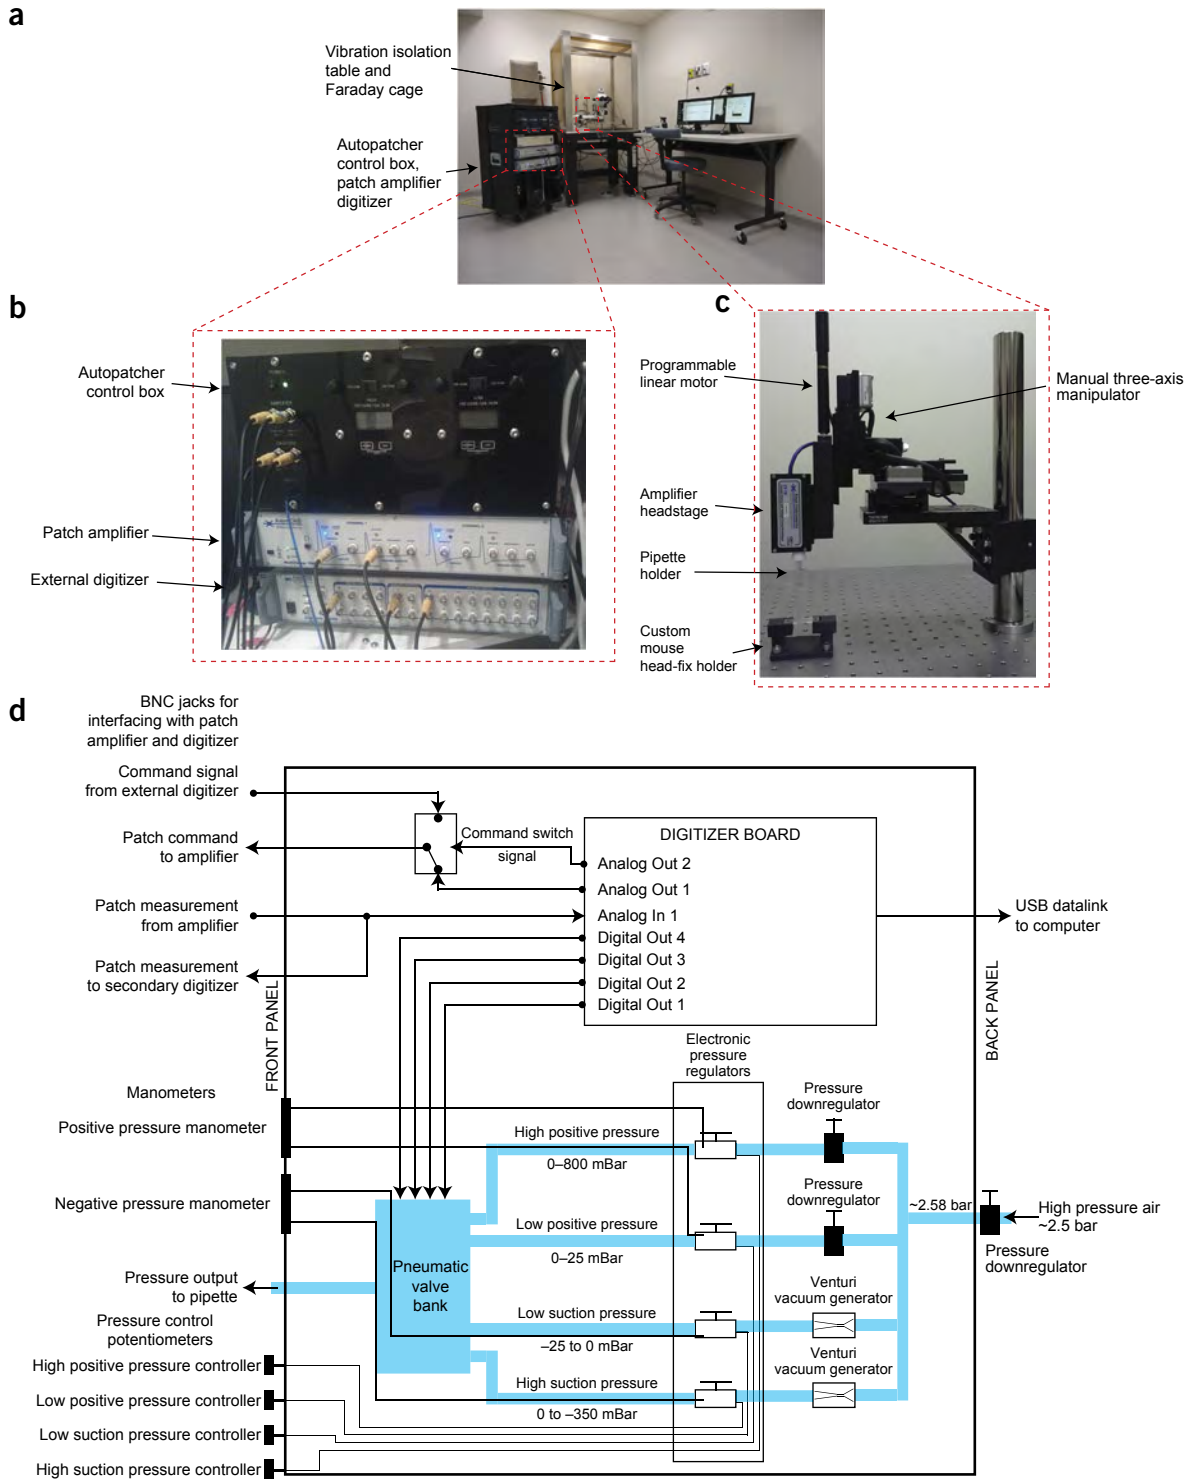 a
Vibration isolation
table and
Faraday cage
Autopatcher
control box,
patch amplifier
digitizer
b
Autopatcher
control box
Patch amplifier
External digitizer
c
Programmable
linear motor
Manual three-axis
manipulator
Amplifier
headstage
Pipette
holder
Custom
mouse
head-fix holder
d
BNC jacks for
interfacing with patch
amplifier and digitizer
Command signal
from external digitizer
Patch command
to amplifier
Patch measurement
from amplifier
Patch measurement
to secondary digitizer
FRONT PANEL
Command switch
signal
DIGITIZER BOARD
Analog Out 2
Analog Out 1
Analog In 1
Digital Out 4
Digital Out 3
Digital Out 2
Digital Out 1
USB datalink
to computer
BACK PANEL
Electronic
pressure
regulators
Manometers
Positive pressure manometer
Negative pressure manometer
Pressure output
to pipette
Pressure control
potentiometers
High positive pressure controller
Low positive pressure controller
Low suction pressure controller
High suction pressure controller
Pneumatic
valve
bank
High positive pressure
0–800 mBar
Low positive pressure
0–25 mBar
Low suction pressure
–25 to 0 mBar
High suction pressure
0 to –350 mBar
Pressure
downregulator
Pressure
downregulator
Venturi
vacuum generator
Venturi
vacuum generator
~2.58 bar
High pressure air
~2.5 bar
Pressure
downregulator